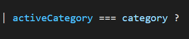 activeCategory === category ?